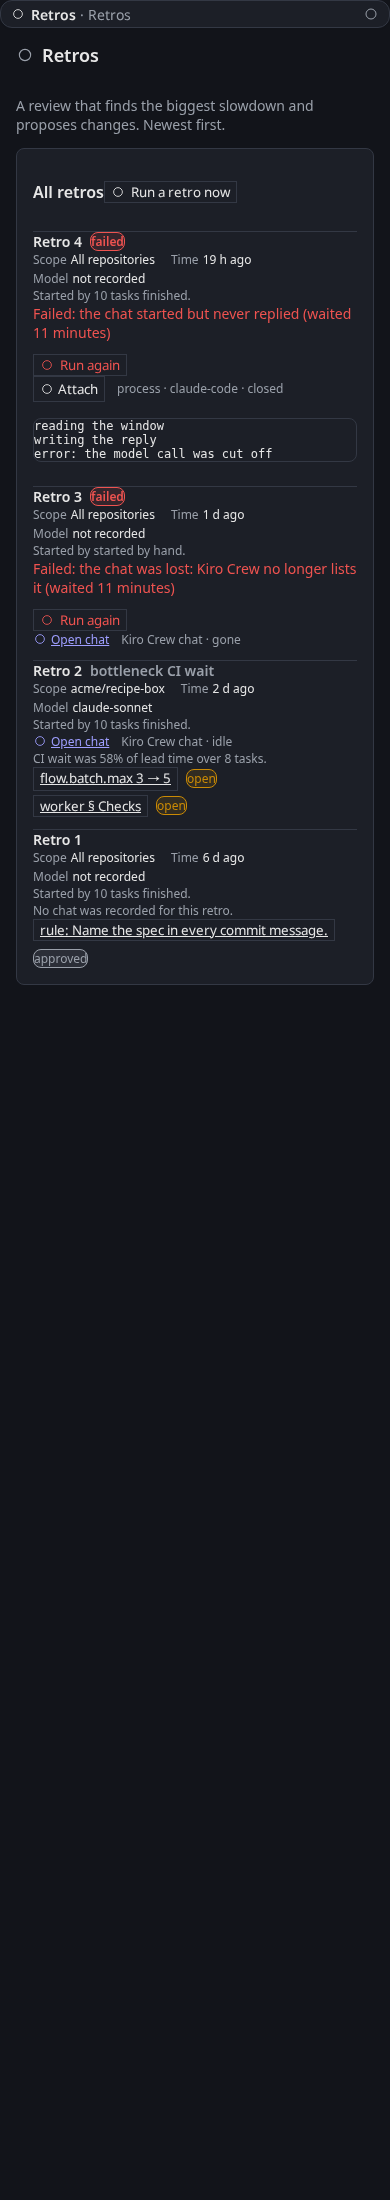 Retros · Retros
Retros
A review that finds the biggest slowdown and
proposes changes. Newest first.
All retros Run a retro now
Retro 4 failed
Scope All repositories Time 19 h ago
Model not recorded
Started by 10 tasks finished.
Failed: the chat started but never replied (waited
11 minutes)
Run again
Attach process · claude-code · closed
reading the window
writing the reply
error: the model call was cut off
Retro 3 failed
Scope All repositories Time 1 d ago
Model not recorded
Started by started by hand.
Failed: the chat was lost: Kiro Crew no longer lists
it (waited 11 minutes)
Run again
Open chat Kiro Crew chat · gone
Retro 2 bottleneck CI wait
Scope acme/recipe-box Time 2 d ago
Model claude-sonnet
Started by 10 tasks finished.
Open chat Kiro Crew chat · idle
CI wait was 58% of lead time over 8 tasks.
flow.batch.max 3 → 5 open
worker § Checks open
Retro 1
Scope All repositories Time 6 d ago
Model not recorded
Started by 10 tasks finished.
No chat was recorded for this retro.
rule: Name the spec in every commit message.
approved